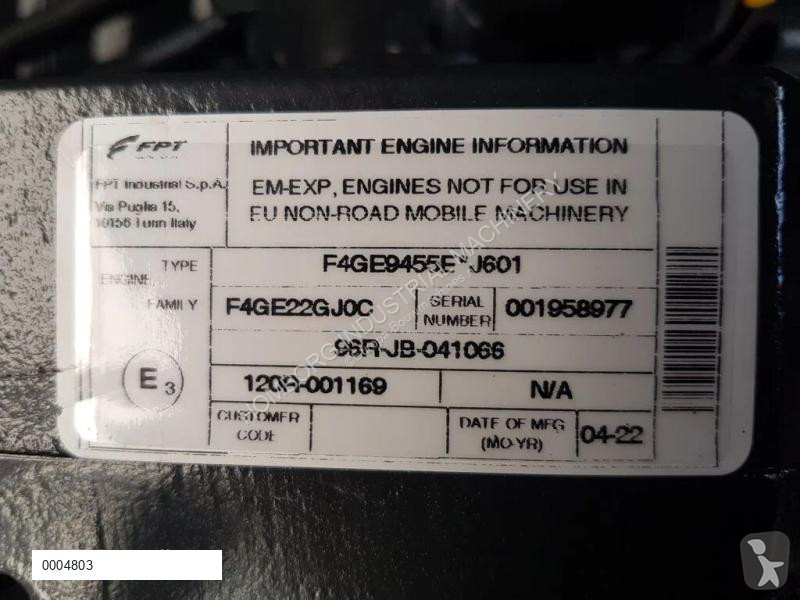 FPT
IMPORTANT ENGINE INFORMATION
FPT Industrial S.p.A.
Via Puglia 15,
10156 Turin Italy
EM-EXP, ENGINES NOT FOR USE IN
EU NON-ROAD MOBILE MACHINERY
ENGINE
TYPE
F4GE9455E*J601
FAMILY
F4GE22GJ0C
SERIAL
NUMBER
001958977
96R-JB-041066
E3
120R-001169
N/A
CUSTOMER
CODE
DATE OF MFG
(MO-YR)
04-22
0004803